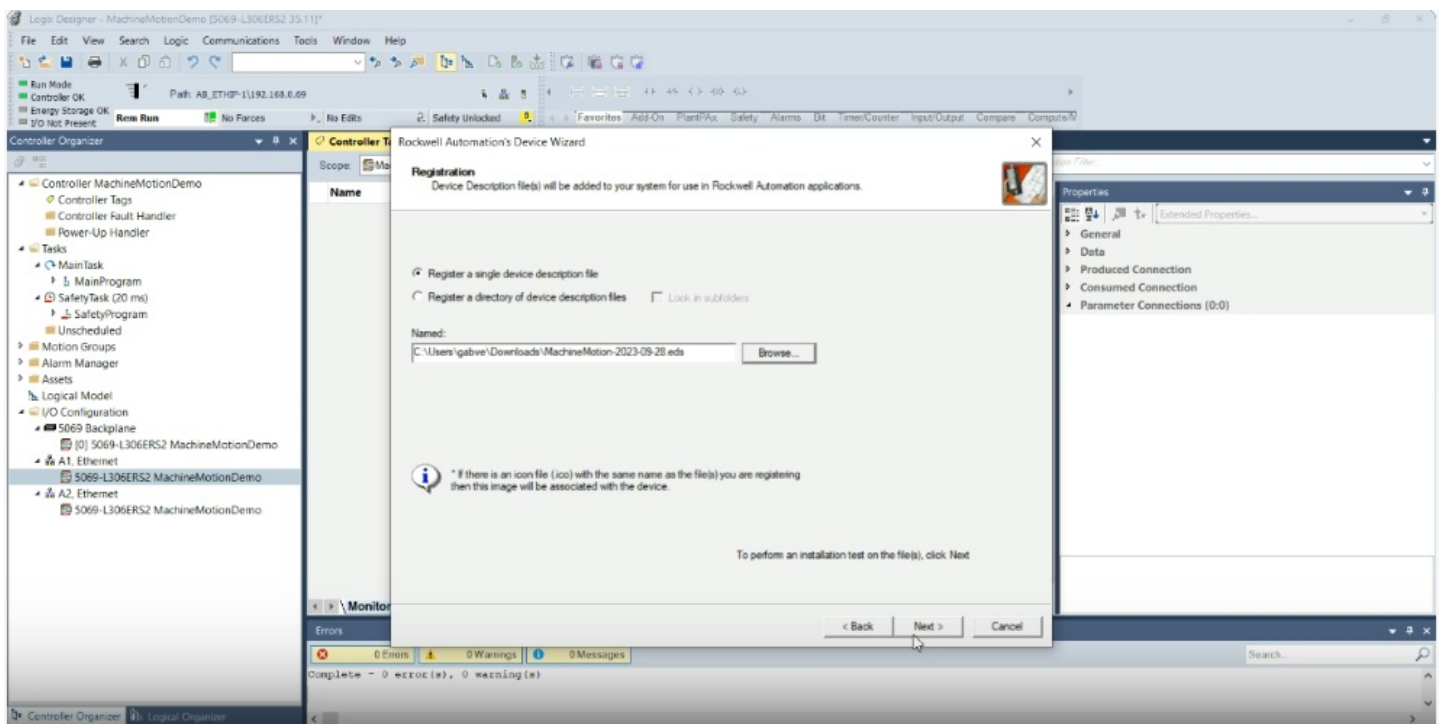 Logix Designer - MachineMotionDemo [5069-L306ERS2 35.11]*
File Edit View Search Logic Communications Tools Window Help
Run Mode
Controller OK
Energy Storage OK
I/O Not Present
Path: AB_ETHIP-1\192.168.0.69
Rem Run No Forces No Edits Safety Unlocked
Favorites Add-On PlantPAx Safety Alarms Bit Timer/Counter Input/Output Compare
Controller Organizer
Controller MachineMotionDemo
Controller Tags
Controller Fault Handler
Power-Up Handler
Tasks
MainTask
MainProgram
SafetyTask (20 ms)
SafetyProgram
Unscheduled
Motion Groups
Alarm Manager
Assets
Logical Model
I/O Configuration
5069 Backplane
[0] 5069-L306ERS2 MachineMotionDemo
A1, Ethernet
5069-L306ERS2 MachineMotionDemo
A2, Ethernet
5069-L306ERS2 MachineMotionDemo
Controller Organizer Logical Organizer
Controller T
Scope: Ma
Name
Monitor
Rockwell Automation's Device Wizard
Registration
Device Description file(s) will be added to your system for use in Rockwell Automation applications.
Register a single device description file
Register a directory of device description files Look in subfolders
Named:
C:\Users\gabve\Downloads\MachineMotion-2023-09-28.eds Browse...
* If there is an icon file (.ico) with the same name as the file(s) you are registering
then this image will be associated with the device.
To perform an installation test on the file(s), click Next
< Back Next > Cancel
Filter...
Properties
Extended Properties...
General
Data
Produced Connection
Consumed Connection
Parameter Connections (0:0)
Errors
0 Errors 0 Warnings 0 Messages Search...
Complete - 0 error(s), 0 warning(s)